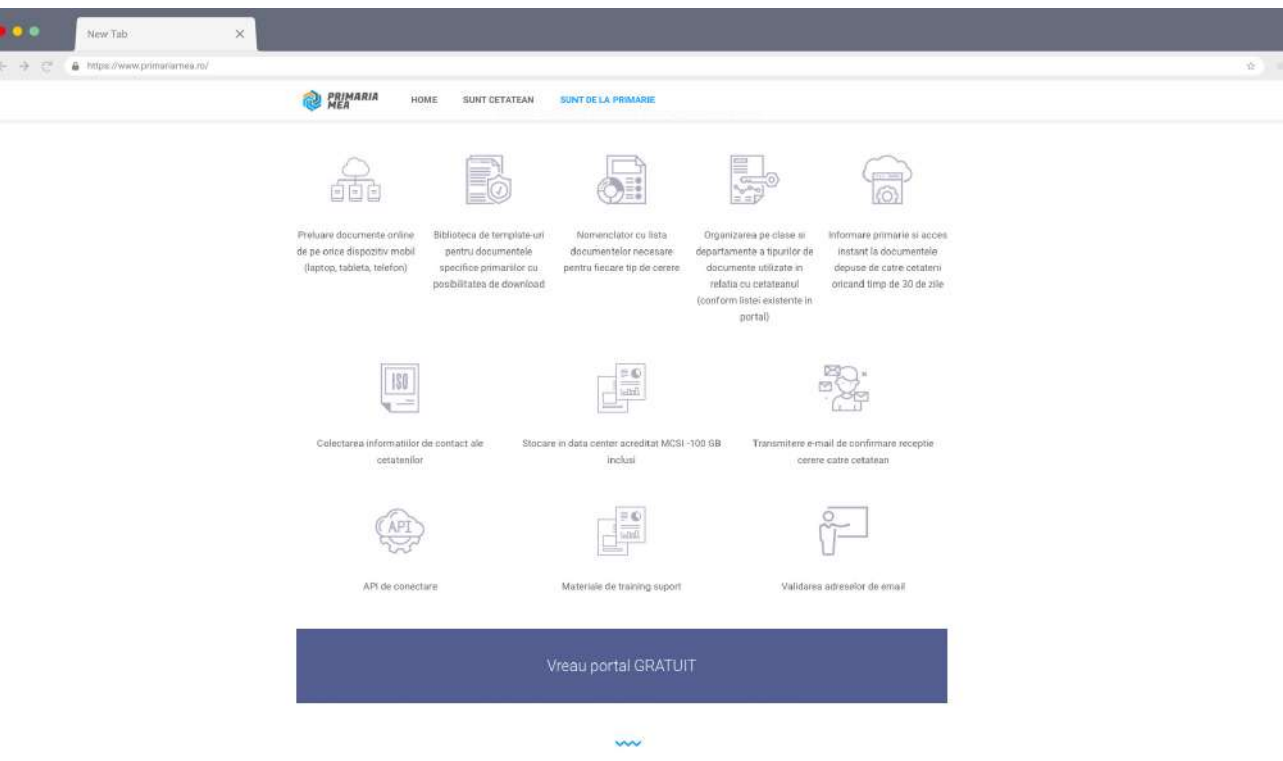 New Tab
https://www.primariamea.ro/
PRIMARIA
MEA
HOME
SUNT CETATEAN
SUNT DE LA PRIMARIE
Preluare documente online
de pe orice dispozitiv mobil
(laptop, tableta, telefon)
Biblioteca de template-uri
pentru documentele
specifice primariilor cu
posibilitatea de download
Nomenclator cu lista
documentelor necesare
pentru fiecare tip de cerere
Organizarea pe clase si
departamente a tipurilor de
documente utilizate in
relatia cu cetateanul
(conform listei existente in
portal)
Informare primarie si acces
instant la documentele
depuse de catre cetateni
oricand timp de 30 de zile
ISO
Colectarea informatiilor de contact ale
cetatenilor
Stocare in data center acreditat MCSI -100 GB
inclusi
Transmitere e-mail de confirmare receptie
cerere catre cetatean
API
API de conectare
Materiale de training suport
Validarea adreselor de email
Vreau portal GRATUIT